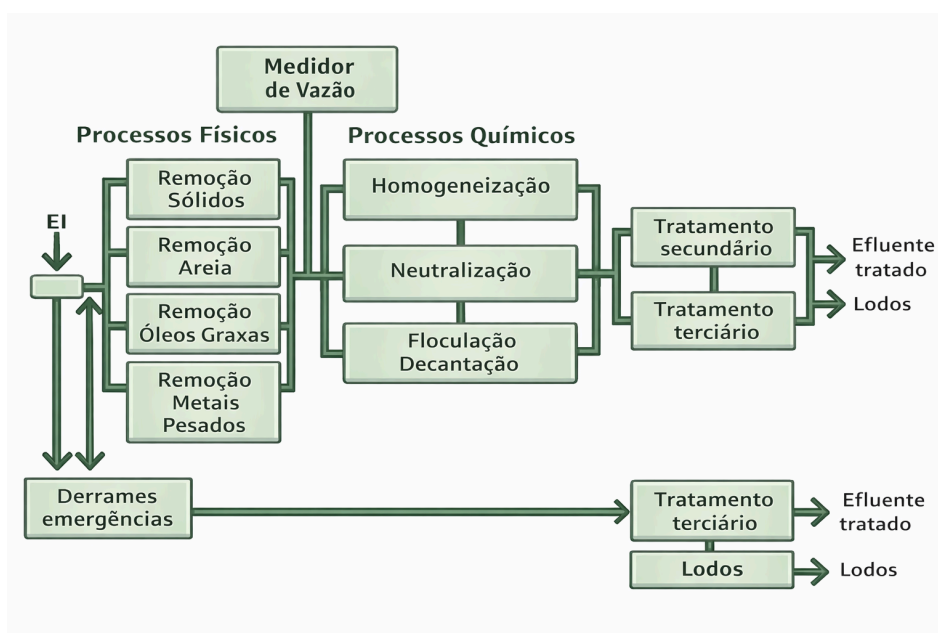 Medidor
de Vazão
Processos Físicos
Processos Químicos
EI
Remoção
Sólidos
Remoção
Areia
Remoção
Óleos Graxas
Remoção
Metais
Pesados
Homogeneização
Neutralização
Floculação
Decantação
Tratamento
secundário
Tratamento
terciário
Efluente
tratado
Lodos
Derrames
emergências
Tratamento
terciário
Efluente
tratado
Lodos
Lodos